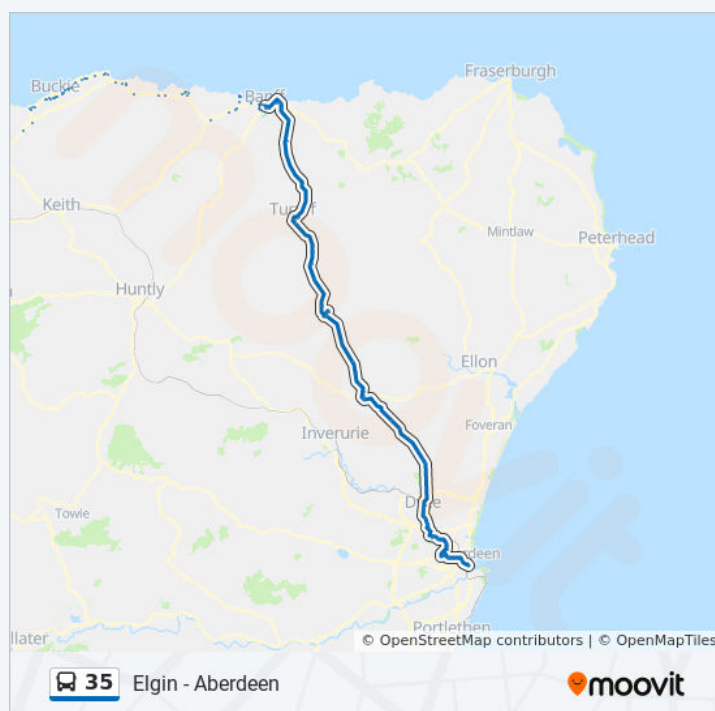 Fraserburgh
Buckie
Banff
Keith
Turriff
Mintlaw
Peterhead
Huntly
Ellon
Inverurie
Foveran
Towie
Dyce
Aberdeen
Portlethen
© OpenStreetMap contributors | © OpenMapTiles
35 Elgin - Aberdeen
moovit